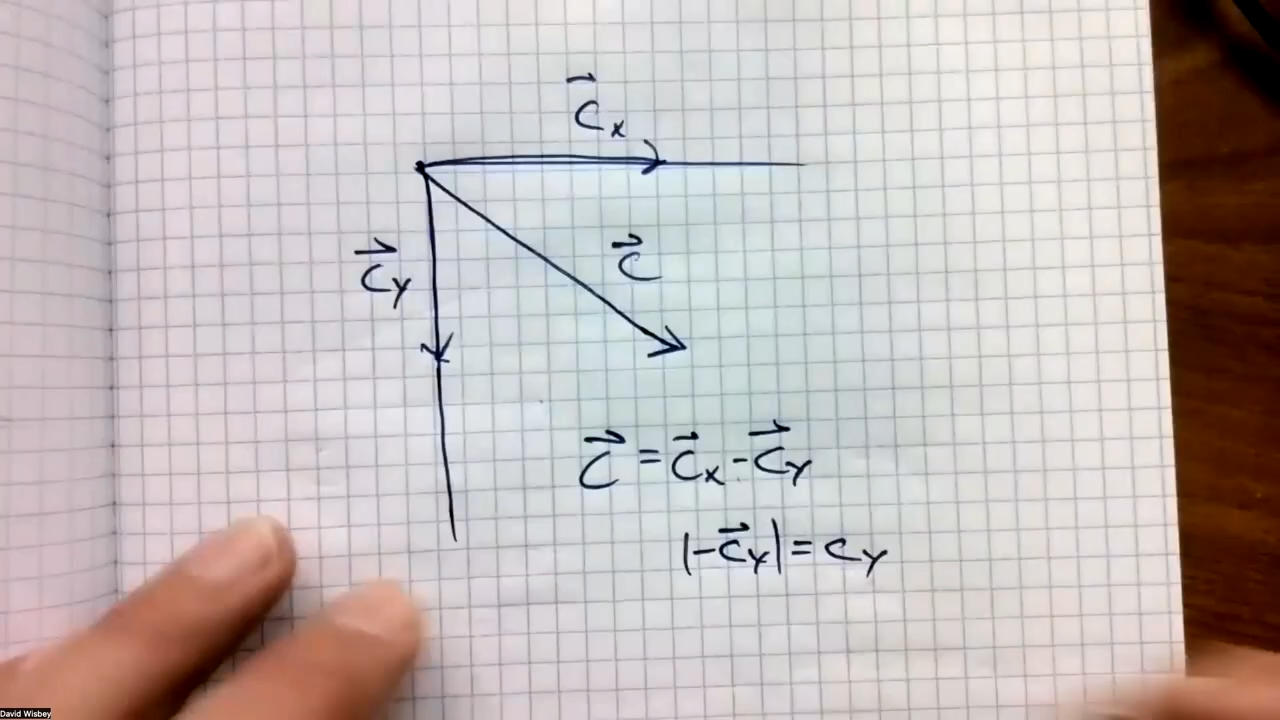 C⃗x
C⃗y
C⃗
C⃗ = C⃗x - C⃗y
|-C⃗y| = Cy
David Wisbey